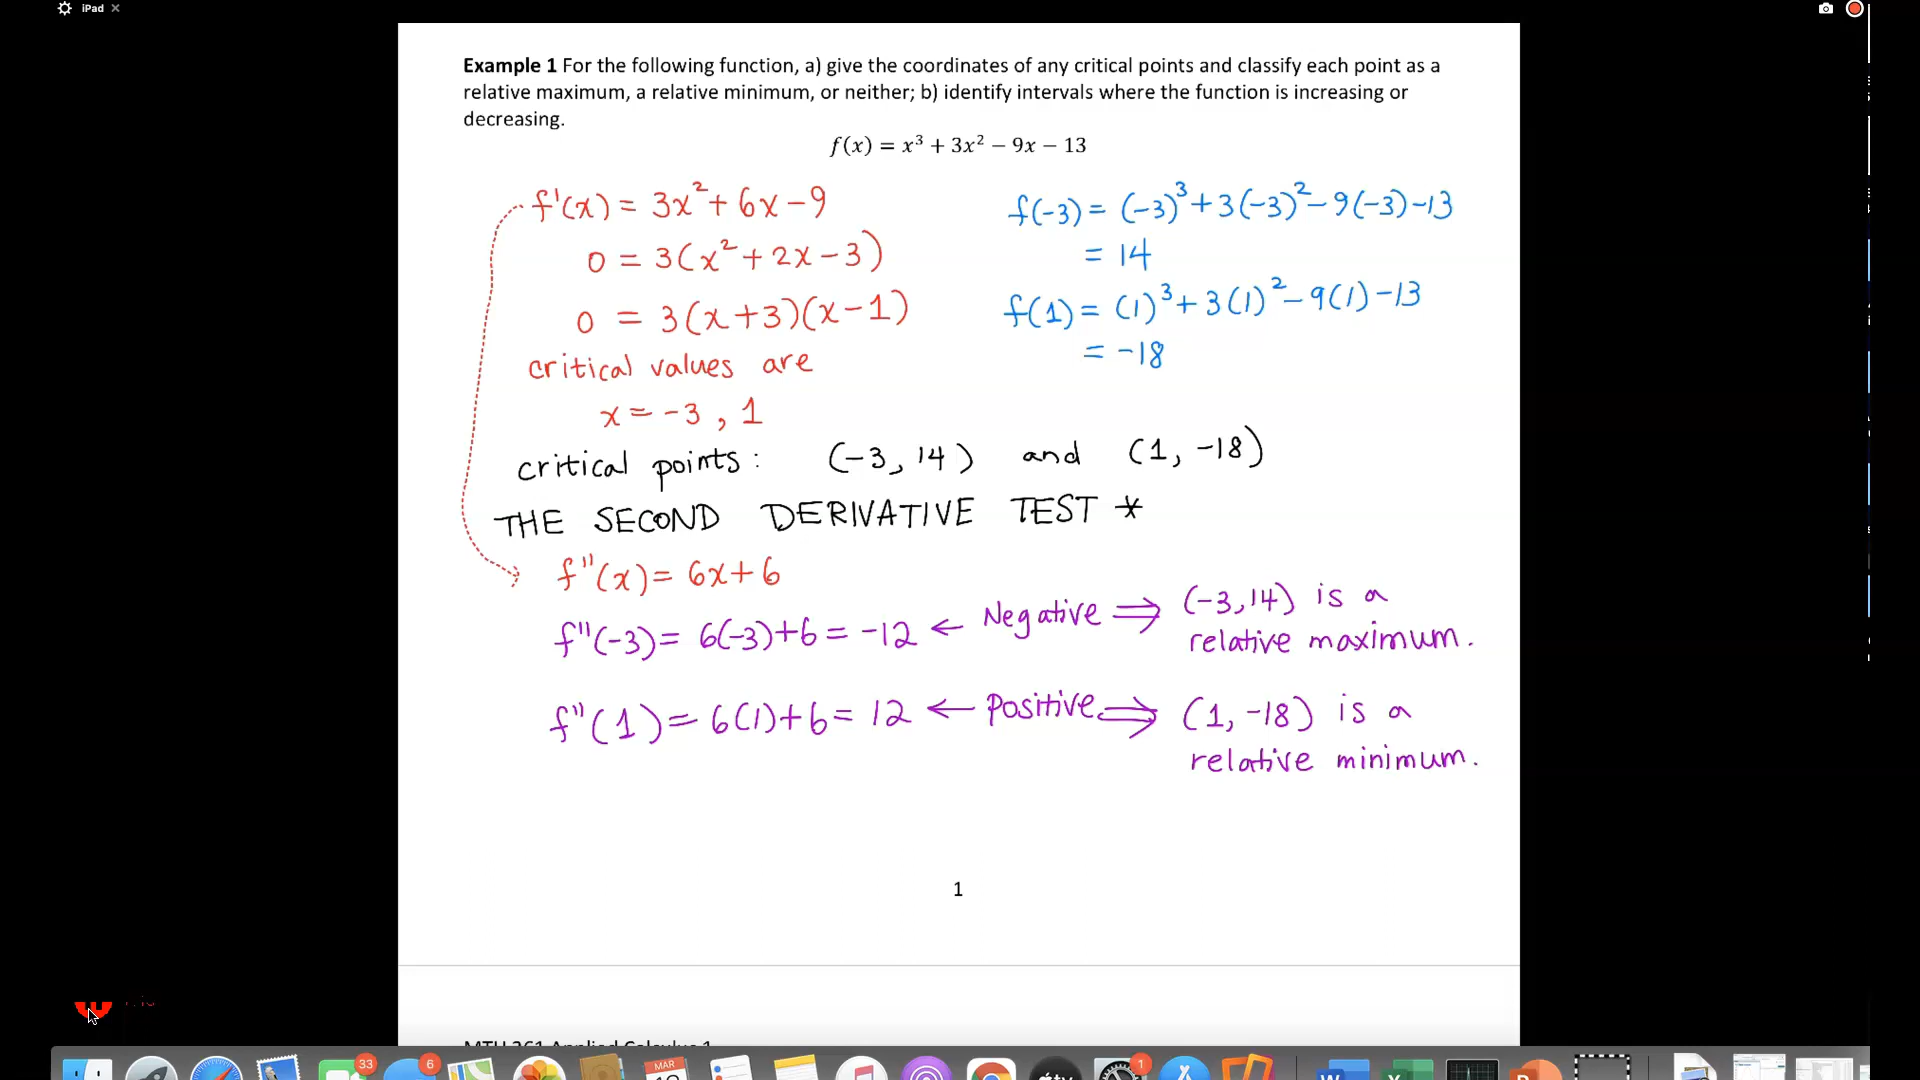 iPad
Example 1 For the following function, a) give the coordinates of any critical points and classify each point as a
relative maximum, a relative minimum, or neither; b) identify intervals where the function is increasing or
decreasing.
f(x) = x³ + 3x² − 9x − 13
f'(x) = 3x² + 6x − 9
0 = 3(x² + 2x − 3)
0 = 3(x+3)(x−1)
critical values are
x = −3, 1
f(−3) = (−3)³ + 3(−3)² − 9(−3) − 13
= 14
f(1) = (1)³ + 3(1)² − 9(1) − 13
= −18
critical points: (−3, 14) and (1, −18)
THE SECOND DERIVATIVE TEST *
f"(x) = 6x + 6
f"(−3) = 6(−3)+6 = −12 ← Negative ⇒ (−3, 14) is a
relative maximum.
f"(1) = 6(1)+6 = 12 ← Positive ⇒ (1, −18) is a
relative minimum.
1
MTH 261 Applied Calculus 1
33
6
MAR
1